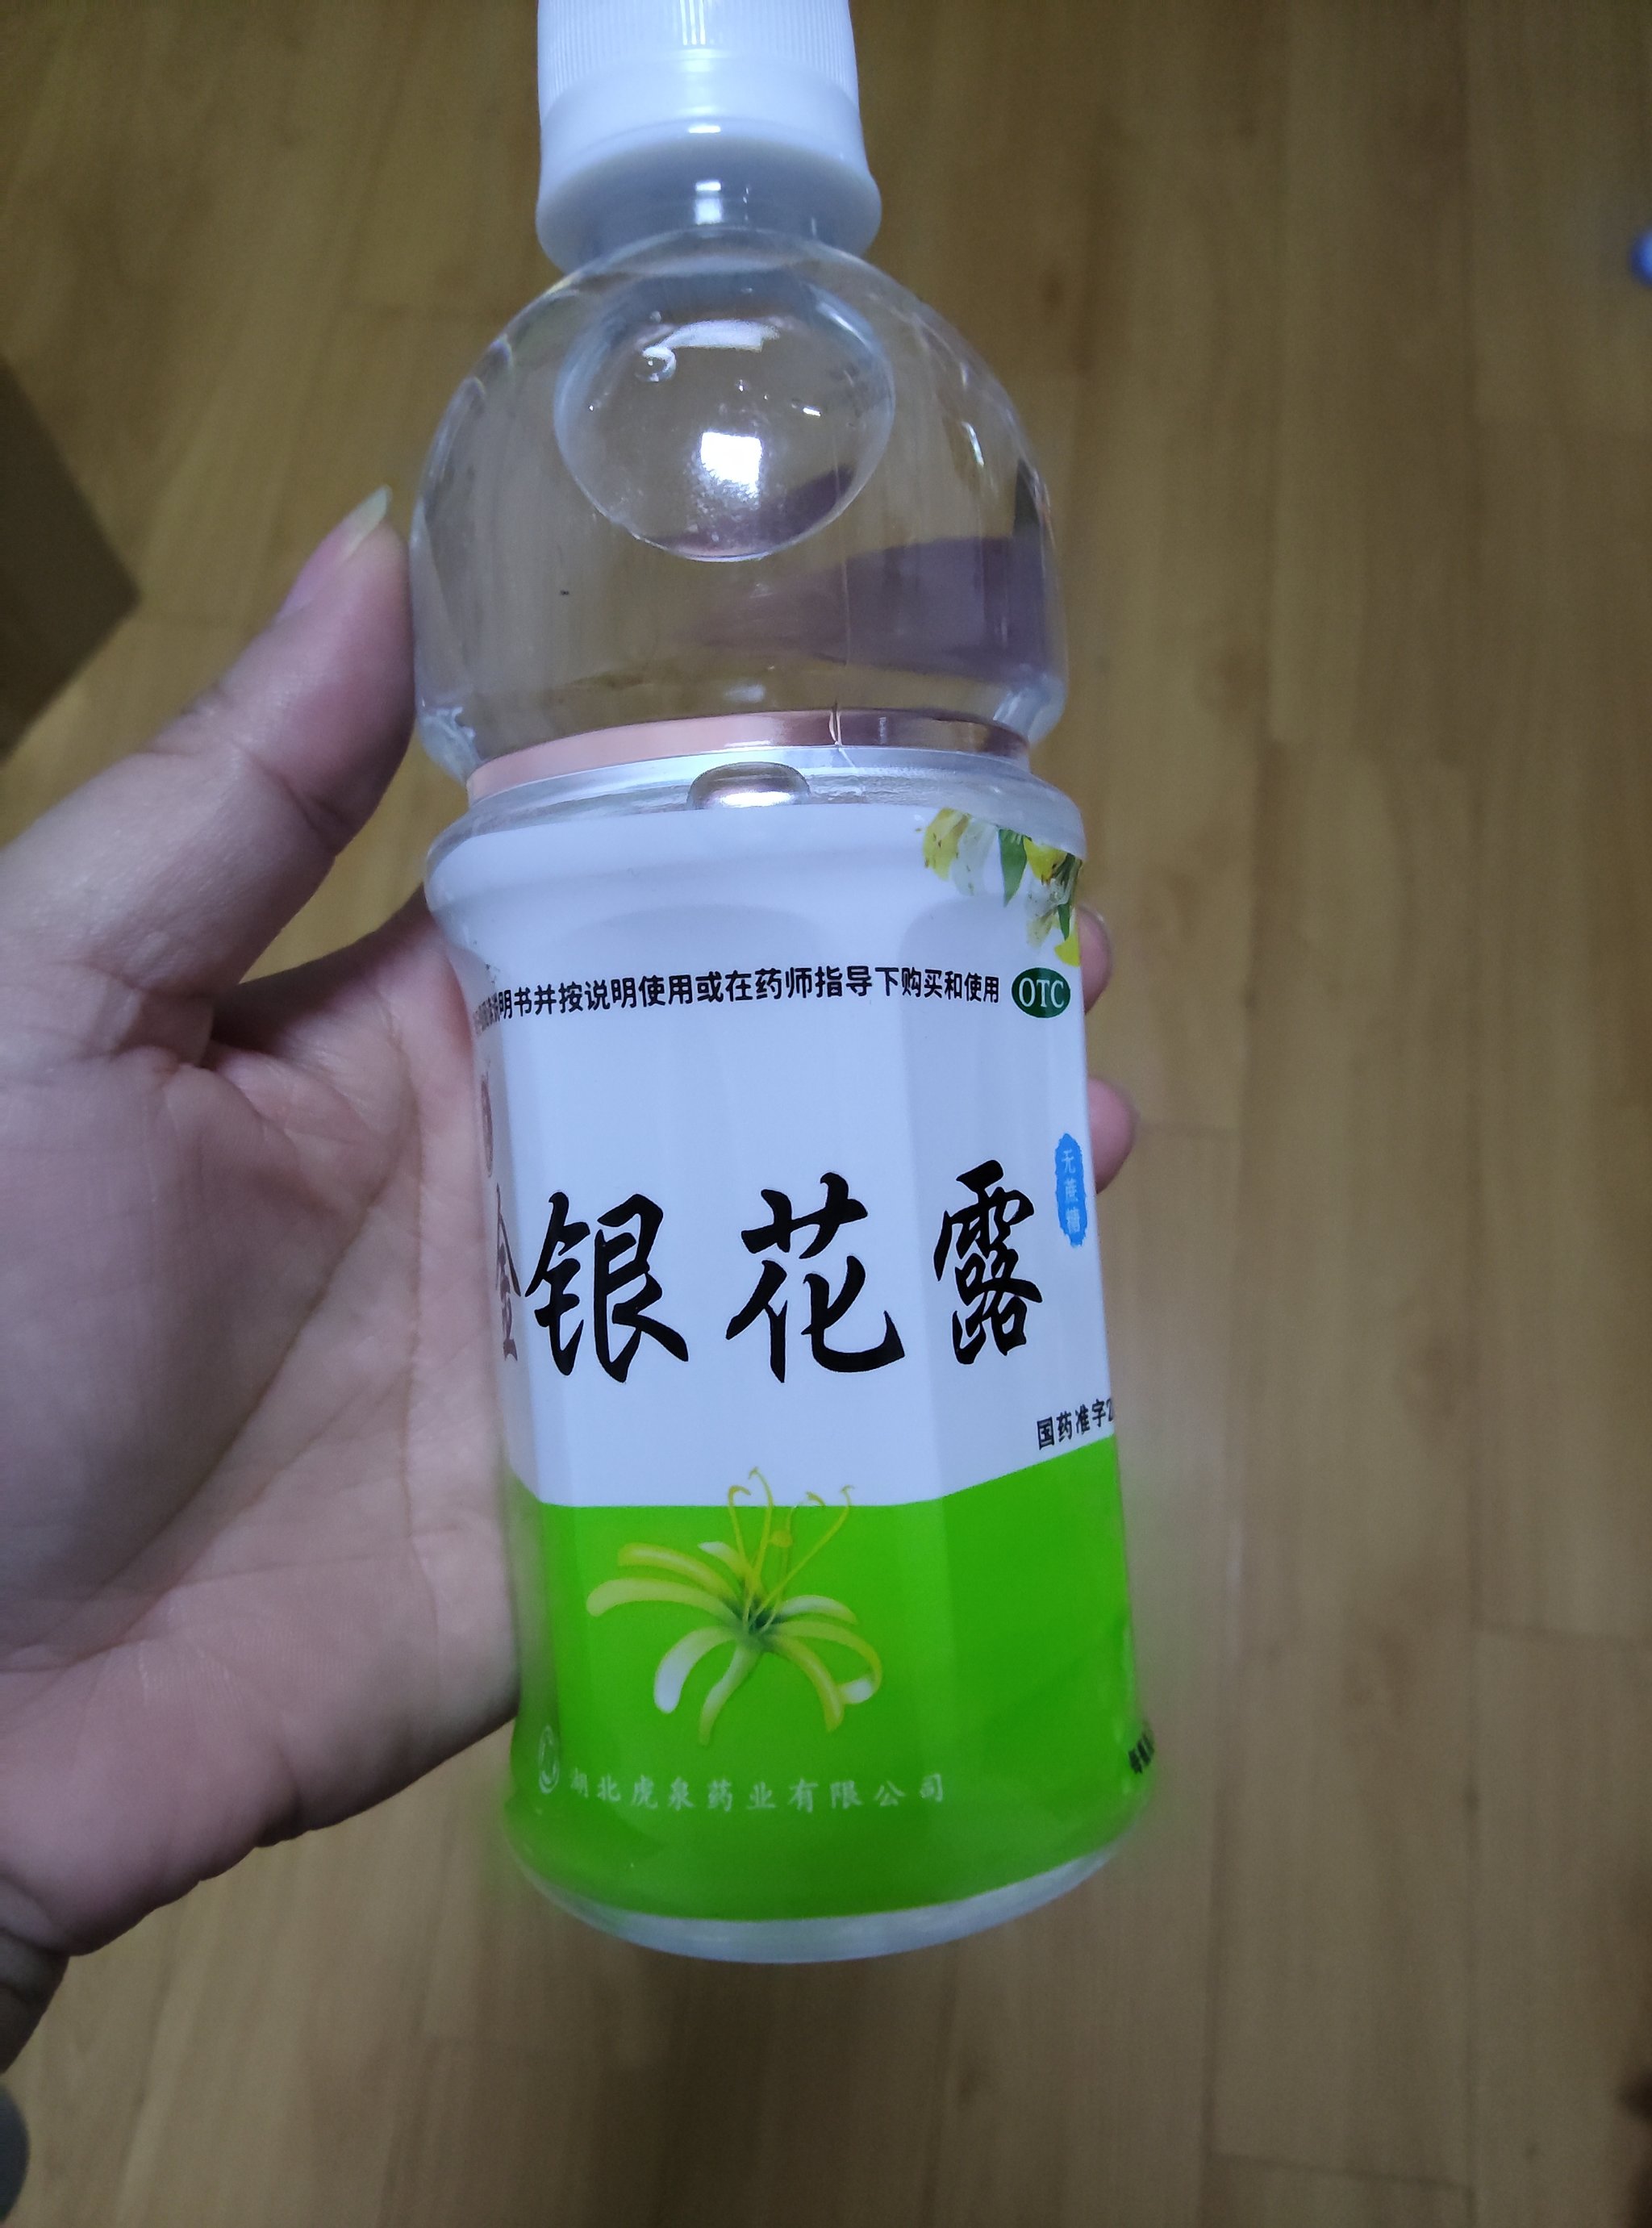 明书并按说明使用或在药师指导下购买和使用 OTC
无蔗糖
金银花露
国药准字Z
湖北虎泉药业有限公司